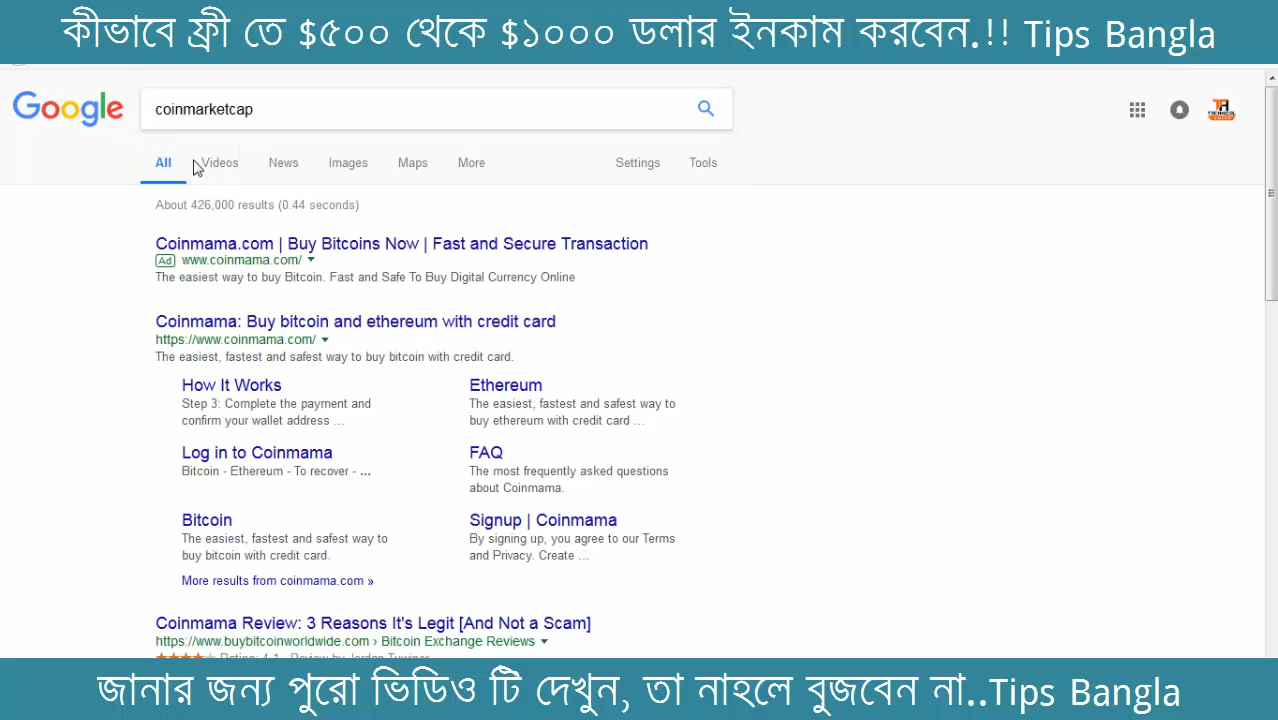 কীভাবে ফ্রী তে $৫০০ থেকে $১০০০ ডলার ইনকাম করবেন.!! Tips Bangla
Google
coinmarketcap
All Videos News Images Maps More Settings Tools
About 426,000 results (0.44 seconds)
Coinmama.com | Buy Bitcoins Now | Fast and Secure Transaction
Ad www.coinmama.com/
The easiest way to buy Bitcoin. Fast and Safe To Buy Digital Currency Online
Coinmama: Buy bitcoin and ethereum with credit card
https://www.coinmama.com/
The easiest, fastest and safest way to buy bitcoin with credit card.
How It Works
Step 3: Complete the payment and
confirm your wallet address ...
Ethereum
The easiest, fastest and safest way to
buy ethereum with credit card ...
Log in to Coinmama
Bitcoin - Ethereum - To recover - ...
FAQ
The most frequently asked questions
about Coinmama.
Bitcoin
The easiest, fastest and safest way to
buy bitcoin with credit card.
Signup | Coinmama
By signing up, you agree to our Terms
and Privacy. Create ...
More results from coinmama.com »
Coinmama Review: 3 Reasons It's Legit [And Not a Scam]
https://www.buybitcoinworldwide.com › Bitcoin Exchange Reviews
জানার জন্য পুরো ভিডিও টি দেখুন, তা নাহলে বুজবেন না..Tips Bangla